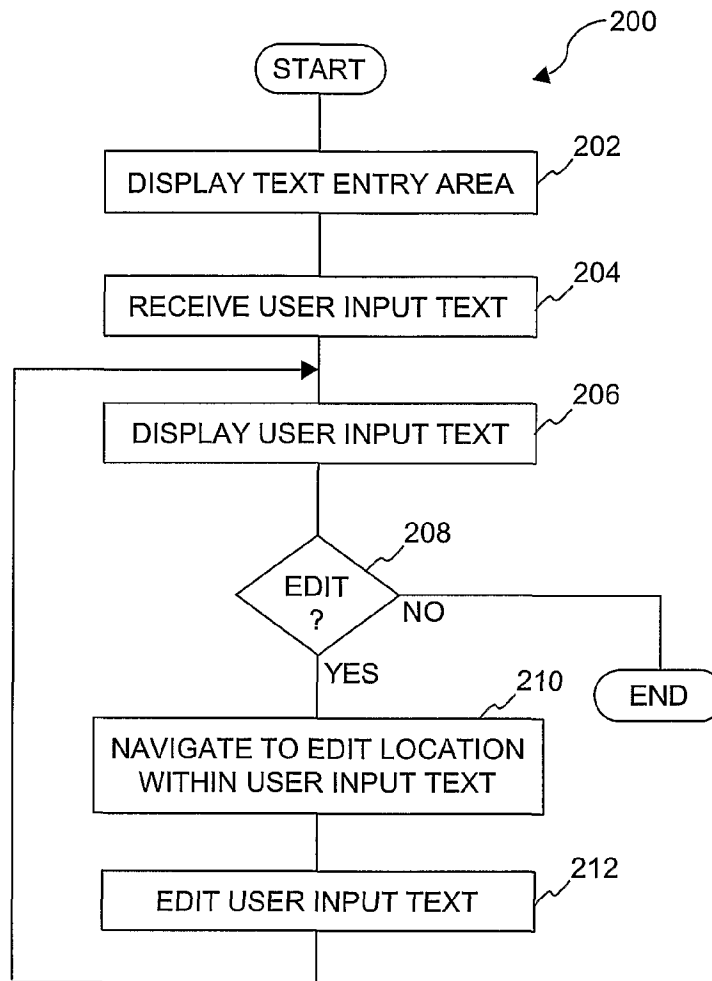 200
START
202
DISPLAY TEXT ENTRY AREA
204
RECEIVE USER INPUT TEXT
206
DISPLAY USER INPUT TEXT
208
EDIT
?
NO
YES
END
210
NAVIGATE TO EDIT LOCATION
WITHIN USER INPUT TEXT
212
EDIT USER INPUT TEXT